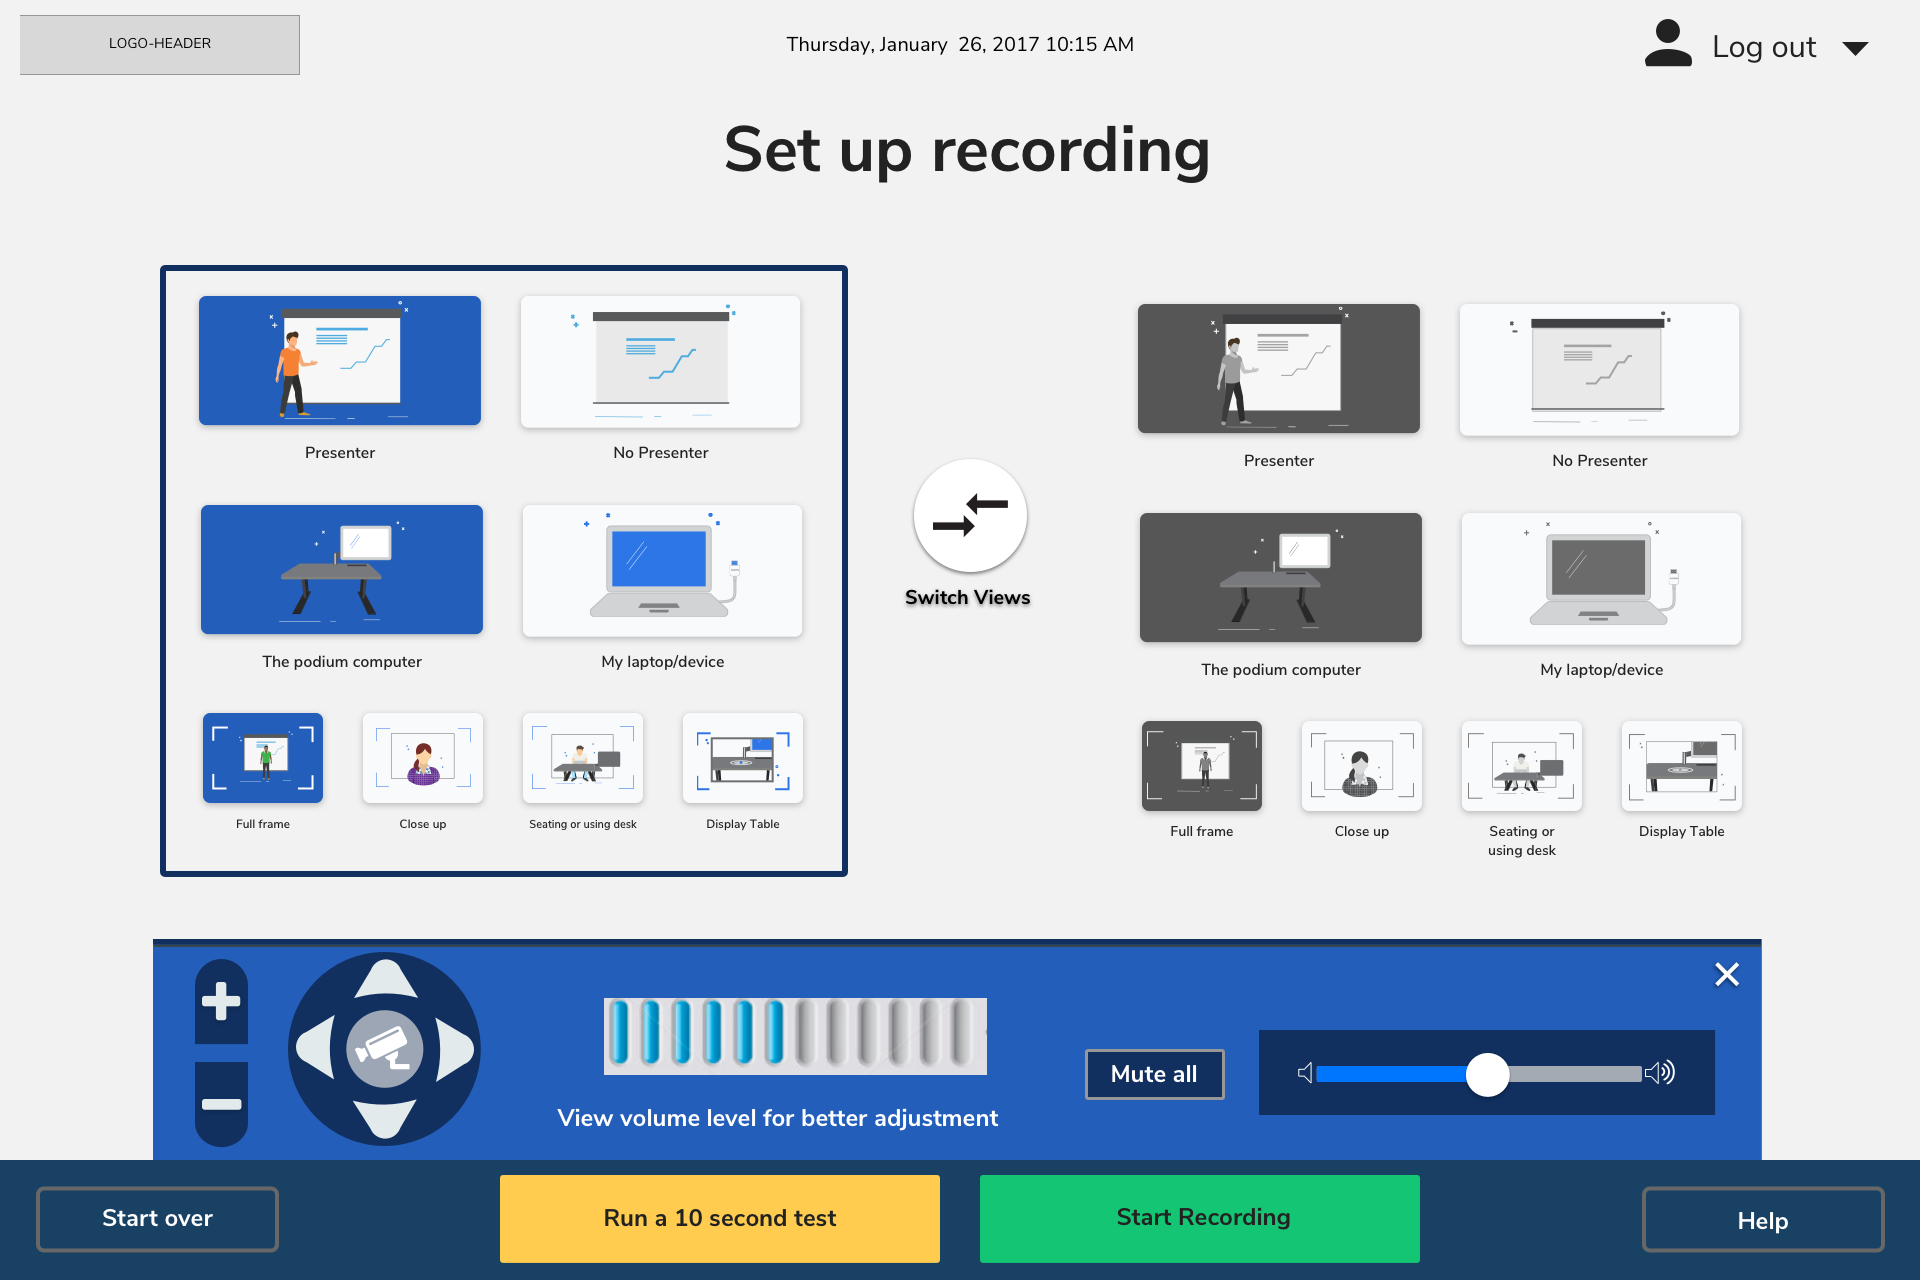 LOGO-HEADER
Thursday, January  26, 2017 10:15 AM
Log out
Set up recording
Presenter
No Presenter
The podium computer
My laptop/device
Full frame
Close up
Seating or using desk
Display Table
Switch Views
Presenter
No Presenter
The podium computer
My laptop/device
Full frame
Close up
Seating or
using desk
Display Table
View volume level for better adjustment
Mute all
Start over
Run a 10 second test
Start Recording
Help